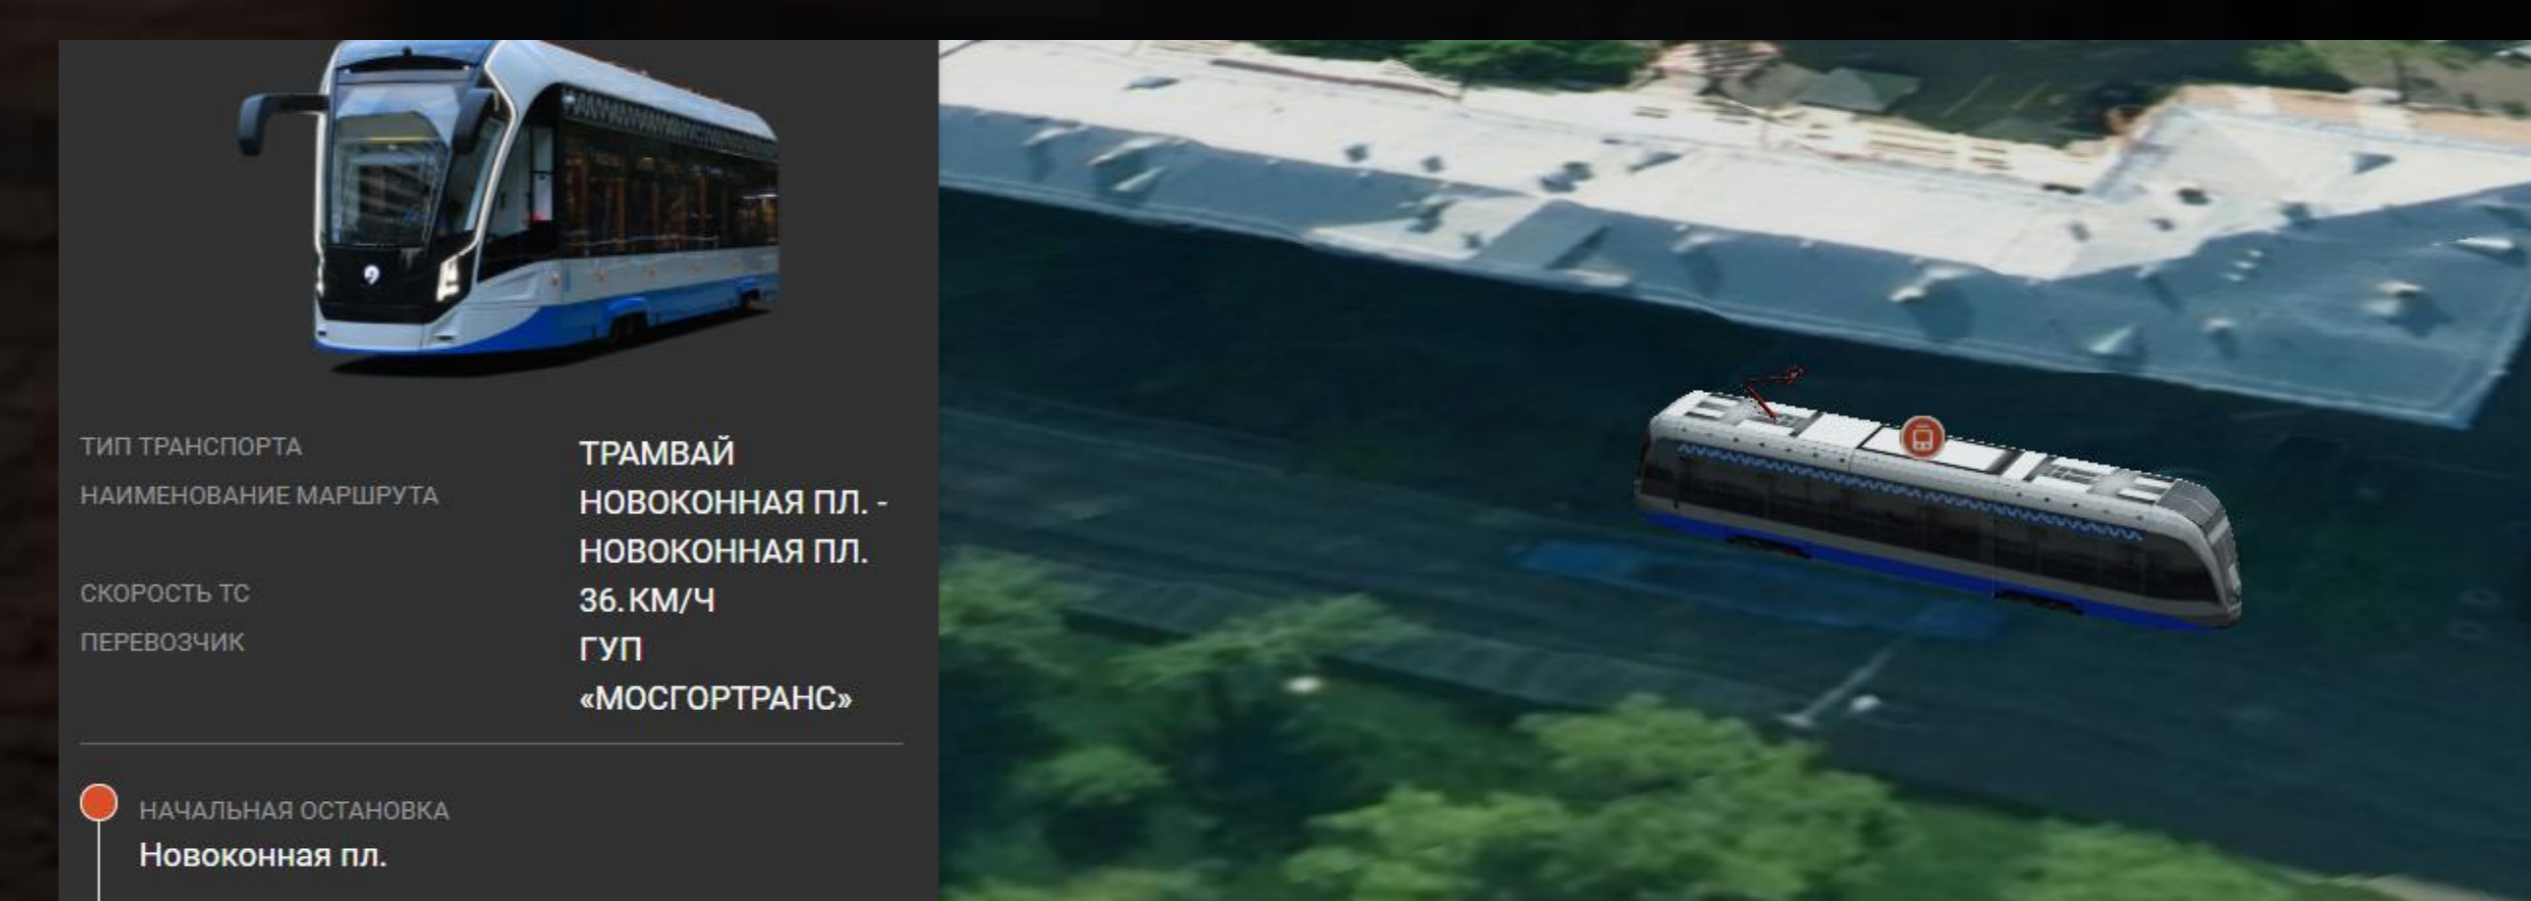 ТИП ТРАНСПОРТА
ТРАМВАЙ
НАИМЕНОВАНИЕ МАРШРУТА
НОВОКОННАЯ ПЛ. -
НОВОКОННАЯ ПЛ.
СКОРОСТЬ ТС
36.КМ/Ч
ПЕРЕВОЗЧИК
ГУП
«МОСГОРТРАНС»
НАЧАЛЬНАЯ ОСТАНОВКА
Новоконная пл.